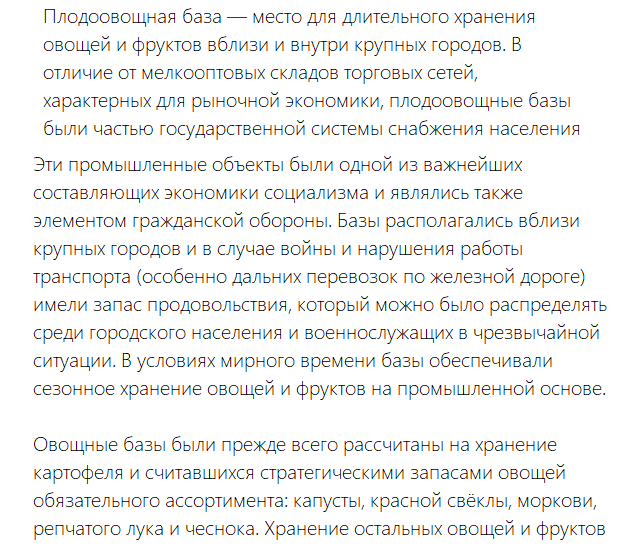 Плодоовощная база — место для длительного хранения
овощей и фруктов вблизи и внутри крупных городов. В
отличие от мелкооптовых складов торговых сетей,
характерных для рыночной экономики, плодоовощные базы
были частью государственной системы снабжения населения
Эти промышленные объекты были одной из важнейших
составляющих экономики социализма и являлись также
элементом гражданской обороны. Базы располагались вблизи
крупных городов и в случае войны и нарушения работы
транспорта (особенно дальних перевозок по железной дороге)
имели запас продовольствия, который можно было распределять
среди городского населения и военнослужащих в чрезвычайной
ситуации. В условиях мирного времени базы обеспечивали
сезонное хранение овощей и фруктов на промышленной основе.
Овощные базы были прежде всего рассчитаны на хранение
картофеля и считавшихся стратегическими запасами овощей
обязательного ассортимента: капусты, красной свёклы, моркови,
репчатого лука и чеснока. Хранение остальных овощей и фруктов